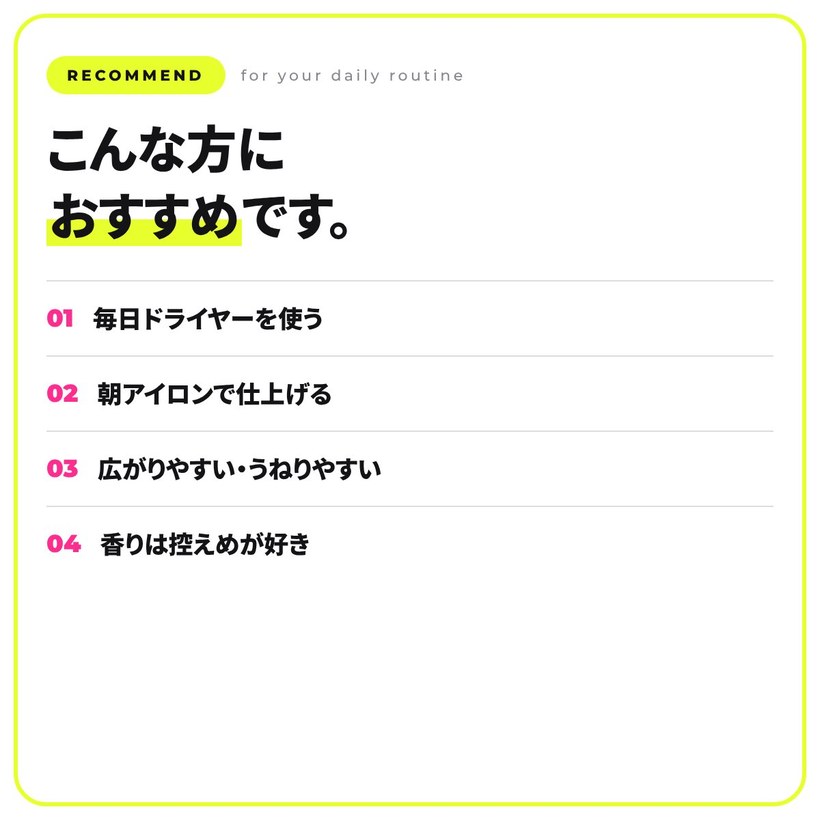 RECOMMEND for your daily routine
こんな方に
おすすめです。
01 毎日ドライヤーを使う
02 朝アイロンで仕上げる
03 広がりやすい・うねりやすい
04 香りは控えめが好き